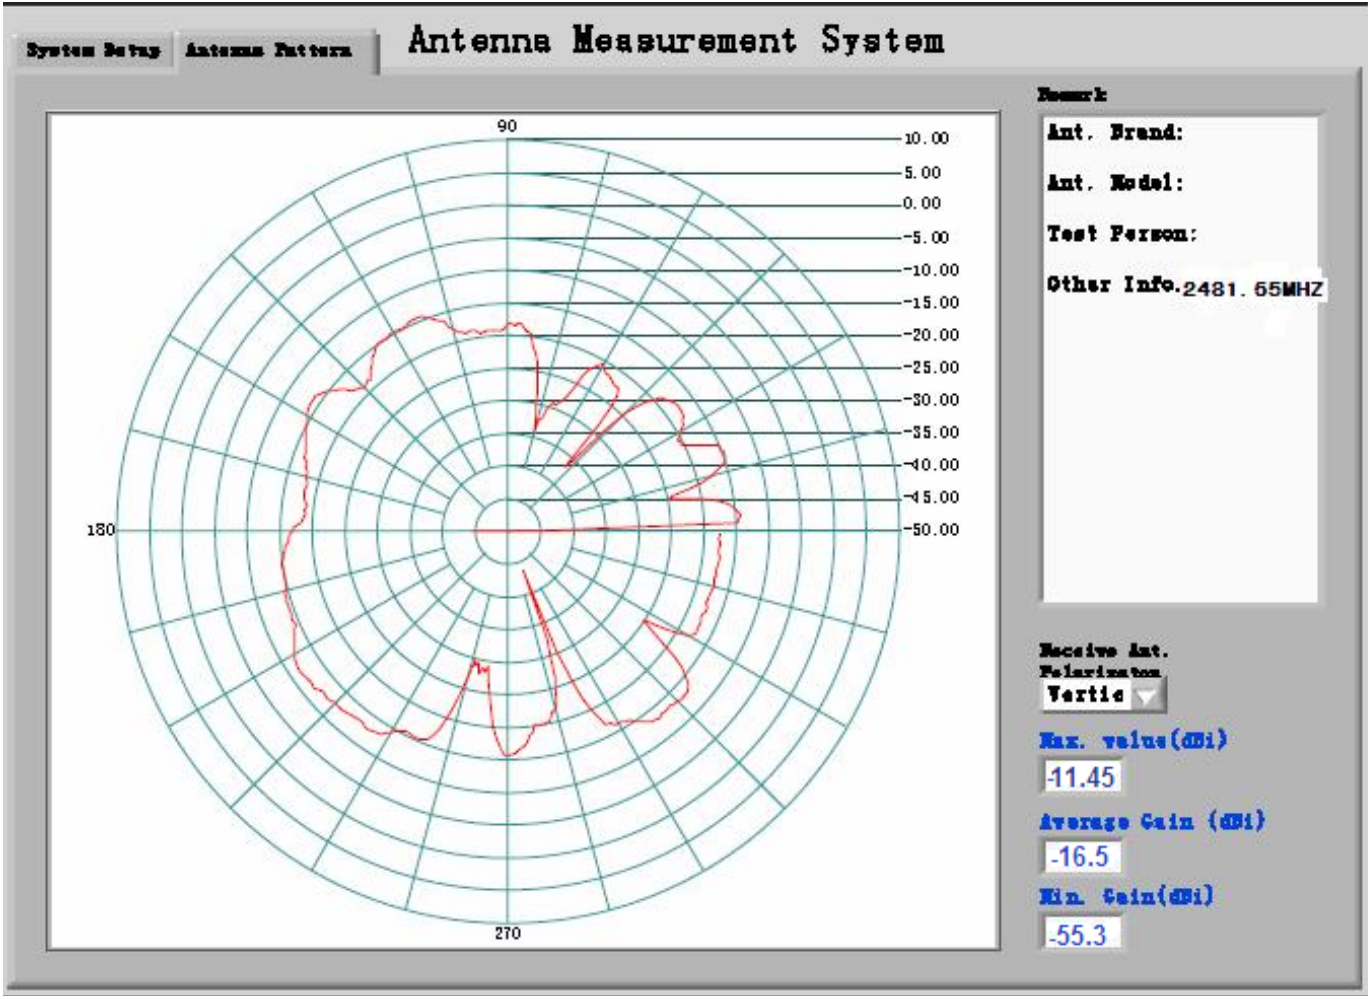 Antenna Measurement System
System Setup
Antenna Pattern
90
10.00
5.00
0.00
-5.00
-10.00
-15.00
-20.00
-25.00
-30.00
-35.00
-40.00
-45.00
-50.00
180
270
Remark
Ant. Brand:
Ant. Model:
Test Person:
Other Info. 2481.65MHZ
Receive Ant.
Polarizaton
Vertic
Max. value(dBi)
-11.45
Average Gain (dBi)
-16.5
Min. Gain(dBi)
-55.3